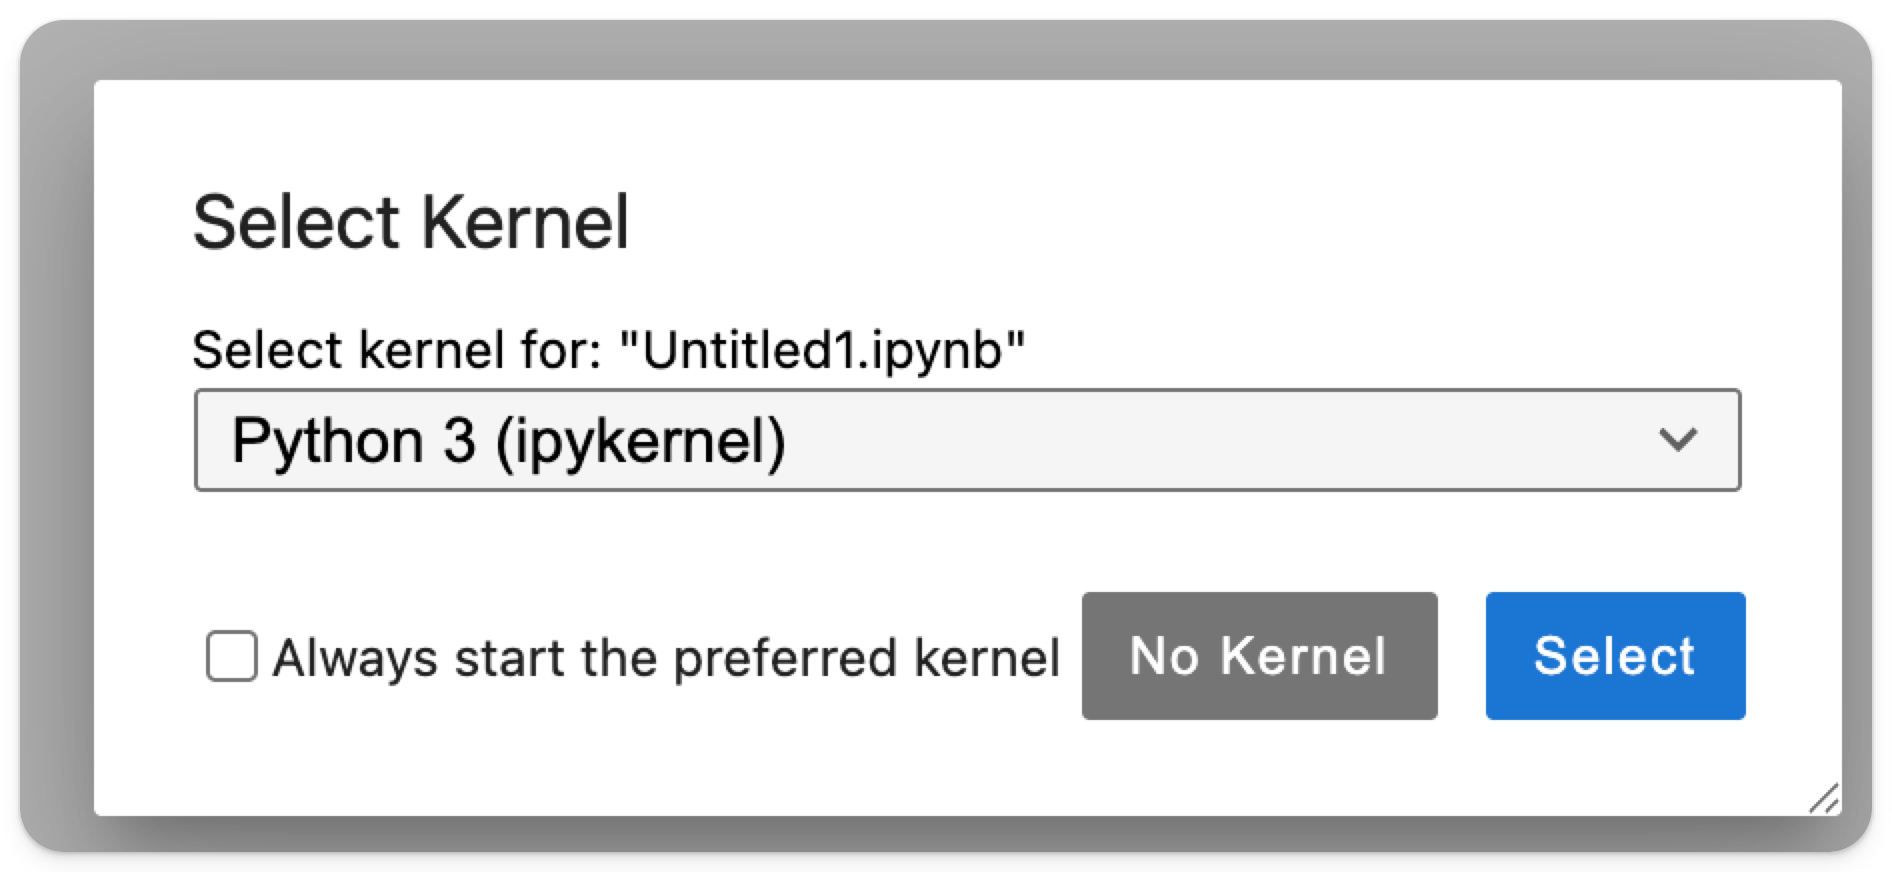 Select Kernel
Select kernel for: "Untitled1.ipynb"
Python 3 (ipykernel)
Always start the preferred kernel
No Kernel
Select